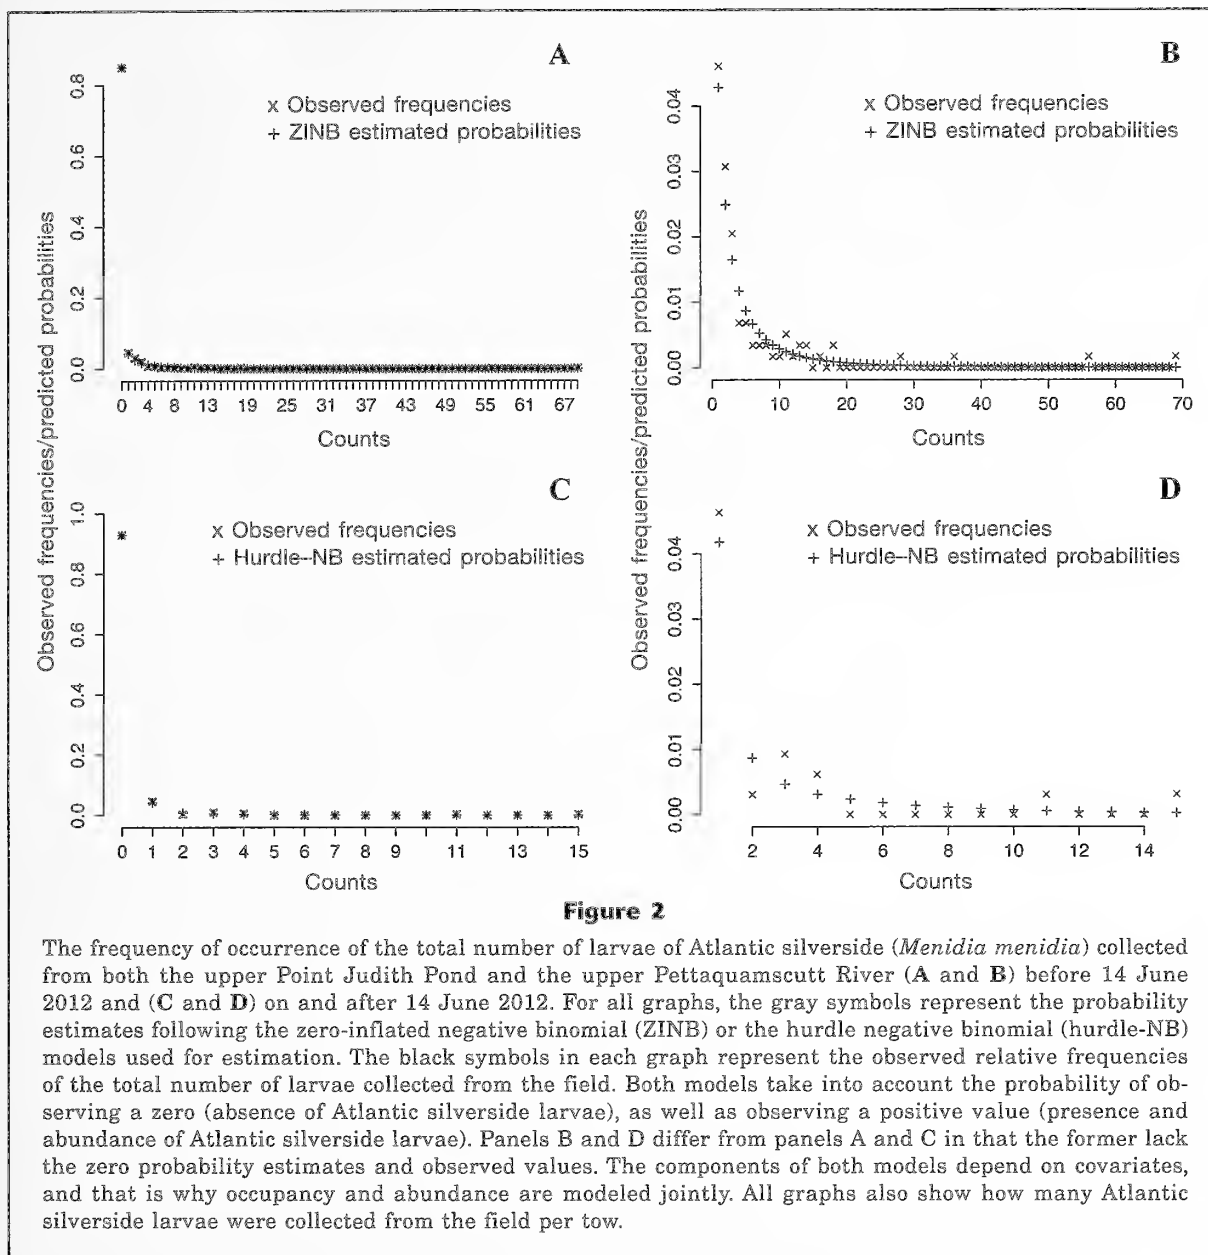 A
x Observed frequencies
+ ZINB estimated probabilities
0.8
0.6
0.4
0.2
0.0
0 4 8 13 19 25 31 37 43 49 55 61 67
Counts
B
x Observed frequencies
+ ZINB estimated probabilities
0.04
0.03
0.02
0.01
0.00
0 10 20 30 40 50 60 70
Counts
Observed frequencies/predicted probabilities
Observed frequencies/predicted probabilities
C
x Observed frequencies
+ Hurdle–NB estimated probabilities
1.0
0.8
0.6
0.4
0.2
0.0
0 1 2 3 4 5 6 7 8 9 11 13 15
Counts
D
x Observed frequencies
+ Hurdle–NB estimated probabilities
0.04
0.03
0.02
0.01
0.00
2 4 6 8 10 12 14
Counts
Figure 2
The frequency of occurrence of the total number of larvae of Atlantic silverside (Menidia menidia) collected
from both the upper Point Judith Pond and the upper Pettaquamscutt River (A and B) before 14 June
2012 and (C and D) on and after 14 June 2012. For all graphs, the gray symbols represent the probability
estimates following the zero-inflated negative binomial (ZINB) or the hurdle negative binomial (hurdle-NB)
models used for estimation. The black symbols in each graph represent the observed relative frequencies
of the total number of larvae collected from the field. Both models take into account the probability of ob-
serving a zero (absence of Atlantic silverside larvae), as well as observing a positive value (presence and
abundance of Atlantic silverside larvae). Panels B and D differ from panels A and C in that the former lack
the zero probability estimates and observed values. The components of both models depend on covariates,
and that is why occupancy and abundance are modeled jointly. All graphs also show how many Atlantic
silverside larvae were collected from the field per tow.